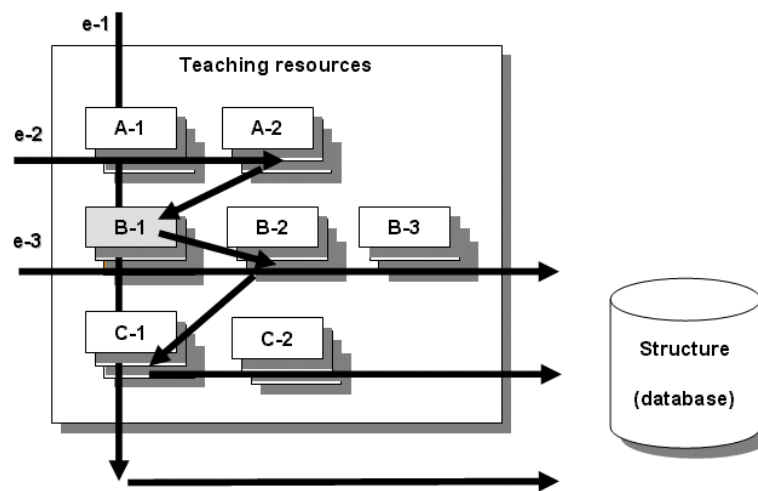 e-1
Teaching resources
A-1
A-2
e-2
B-1
B-2
B-3
e-3
C-1
C-2
Structure
(database)